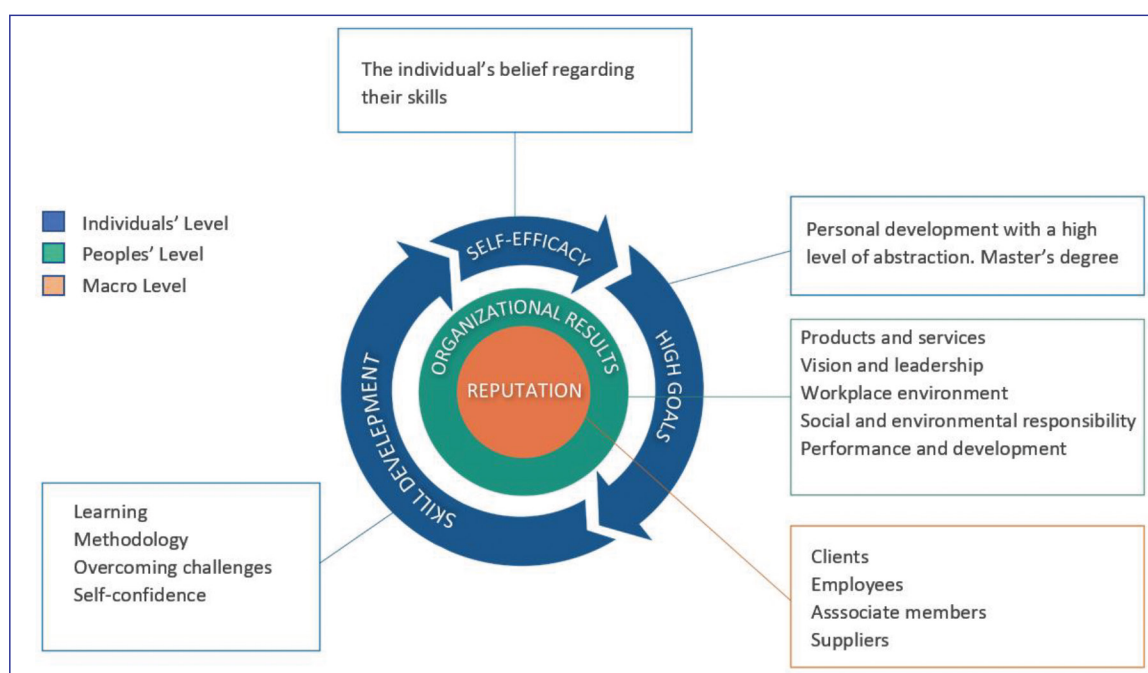 The individual's belief regarding
their skills
Individuals' Level
Peoples' Level
Macro Level
SELF-EFFICACY
HIGH GOALS
SKILL DEVELEPMENT
ORGANIZATIONAL RESULTS
REPUTATION
Personal development with a high
level of abstraction. Master's degree
Products and services
Vision and leadership
Workplace environment
Social and environmental responsibility
Performance and development
Learning
Methodology
Overcoming challenges
Self-confidence
Clients
Employees
Asssociate members
Suppliers